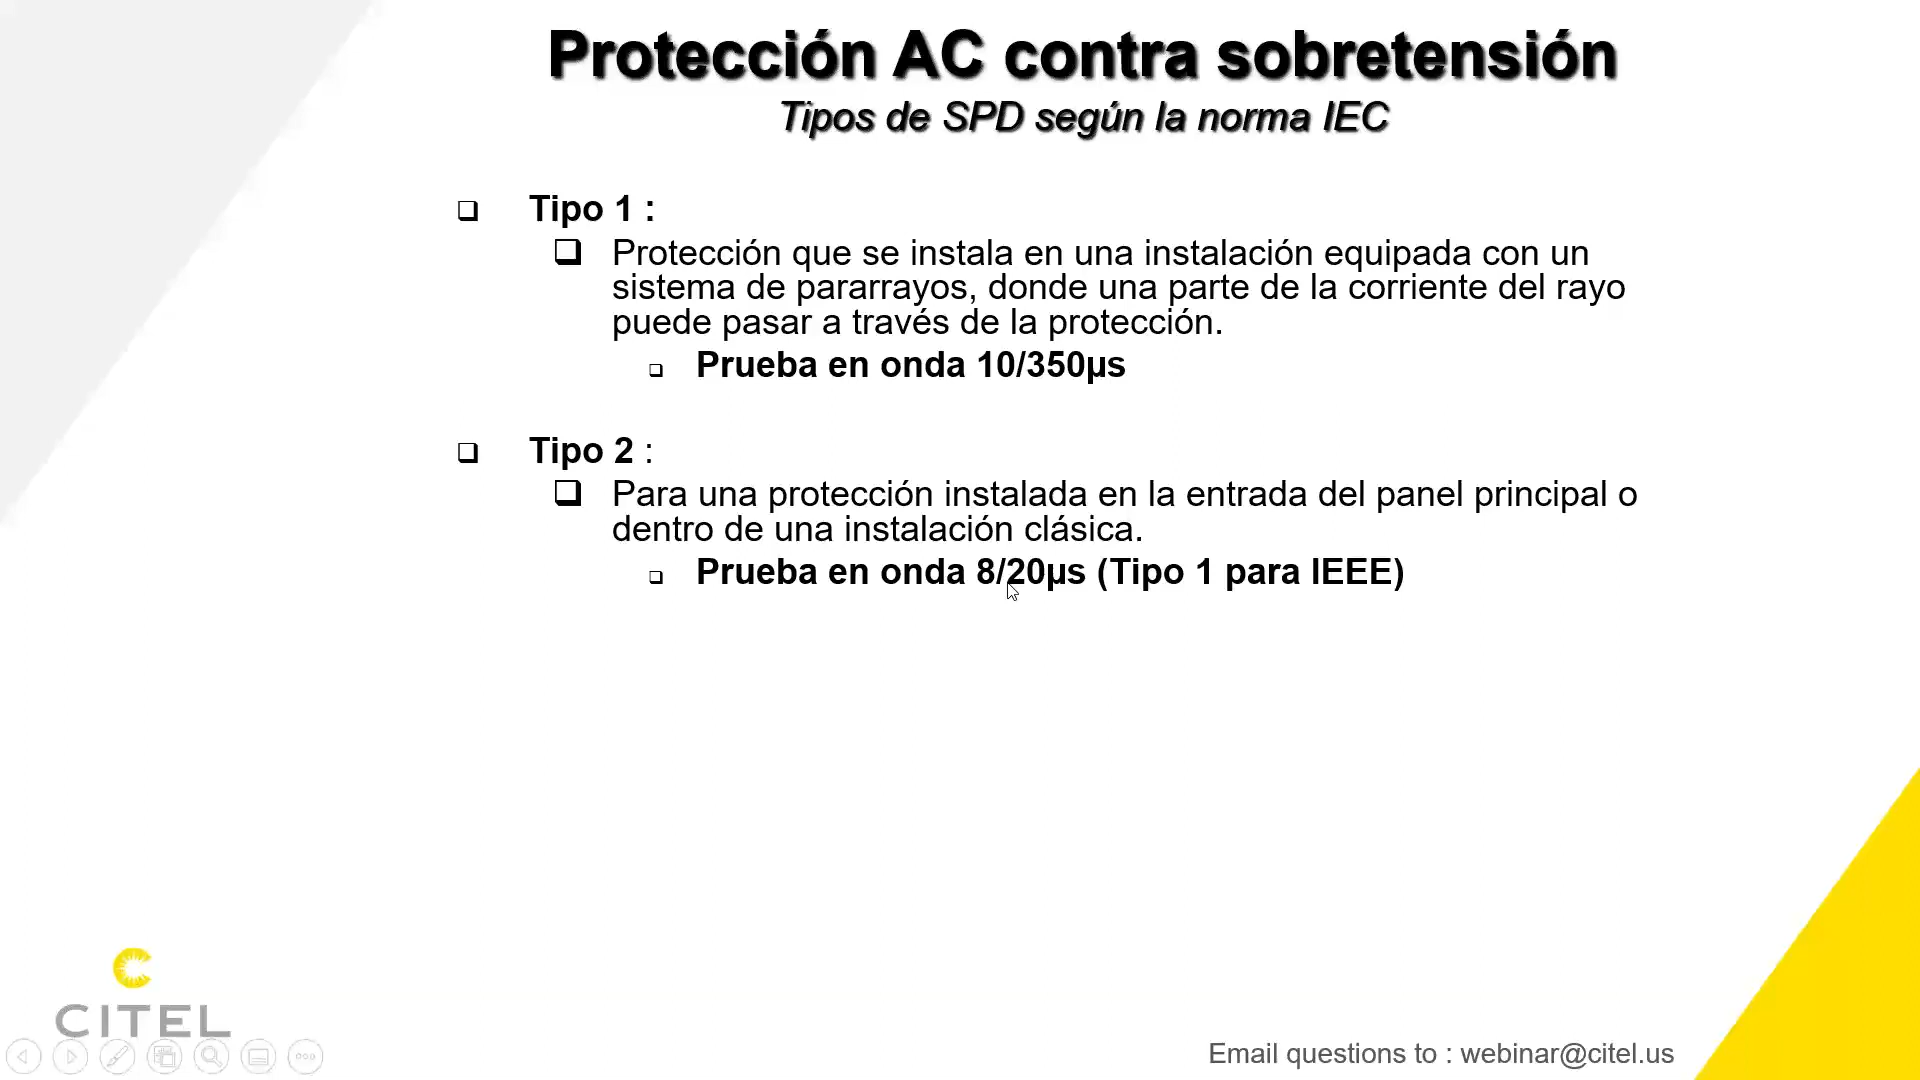 Protección AC contra sobretensión
Tipos de SPD según la norma IEC
Tipo 1 :
Protección que se instala en una instalación equipada con un
sistema de pararrayos, donde una parte de la corriente del rayo
puede pasar a través de la protección.
Prueba en onda 10/350µs
Tipo 2 :
Para una protección instalada en la entrada del panel principal o
dentro de una instalación clásica.
Prueba en onda 8/20µs (Tipo 1 para IEEE)
CITEL
Email questions to : webinar@citel.us